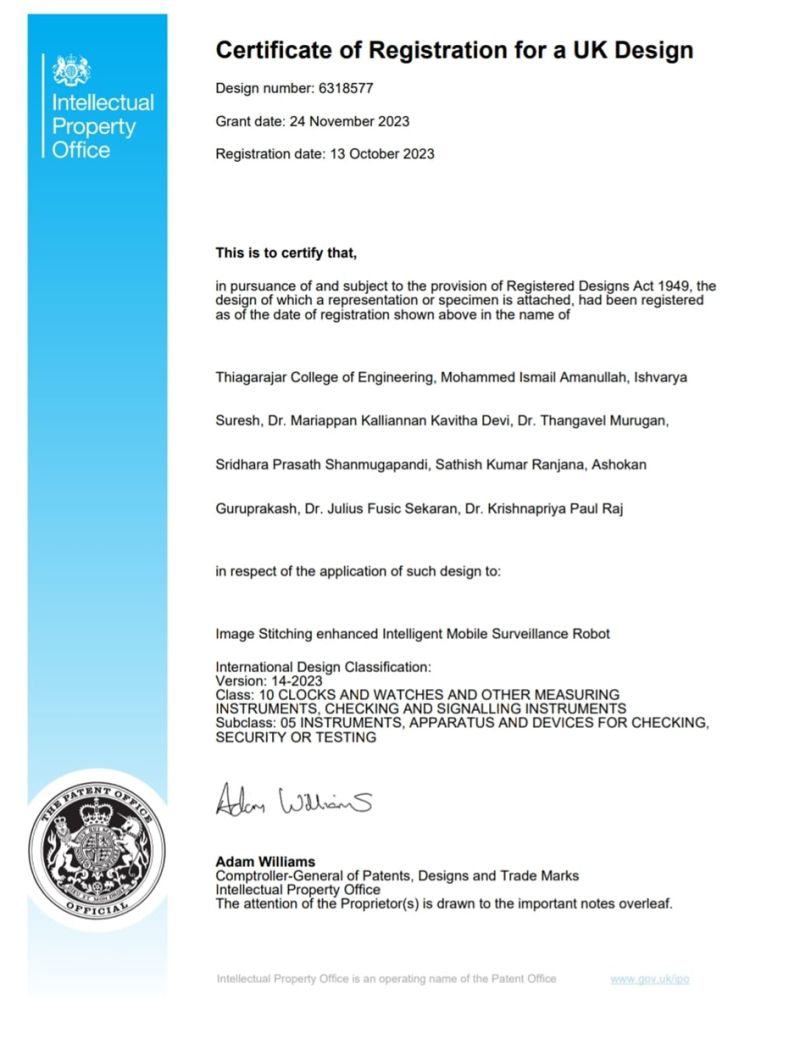 Intellectual
Property
Office
Certificate of Registration for a UK Design
Design number: 6318577
Grant date: 24 November 2023
Registration date: 13 October 2023
This is to certify that,
in pursuance of and subject to the provision of Registered Designs Act 1949, the
design of which a representation or specimen is attached, had been registered
as of the date of registration shown above in the name of
Thiagarajar College of Engineering, Mohammed Ismail Amanullah, Ishvarya
Suresh, Dr. Mariappan Kalliannan Kavitha Devi, Dr. Thangavel Murugan,
Sridhara Prasath Shanmugapandi, Sathish Kumar Ranjana, Ashokan
Guruprakash, Dr. Julius Fusic Sekaran, Dr. Krishnapriya Paul Raj
in respect of the application of such design to:
Image Stitching enhanced Intelligent Mobile Surveillance Robot
International Design Classification:
Version: 14-2023
Class: 10 CLOCKS AND WATCHES AND OTHER MEASURING
INSTRUMENTS, CHECKING AND SIGNALLING INSTRUMENTS
Subclass: 05 INSTRUMENTS, APPARATUS AND DEVICES FOR CHECKING,
SECURITY OR TESTING
Adam Williams
THE PATENT OFFICE
OFFICIAL
Adam Williams
Comptroller-General of Patents, Designs and Trade Marks
Intellectual Property Office
The attention of the Proprietor(s) is drawn to the important notes overleaf.
Intellectual Property Office is an operating name of the Patent Office
www.gov.uk/ipo